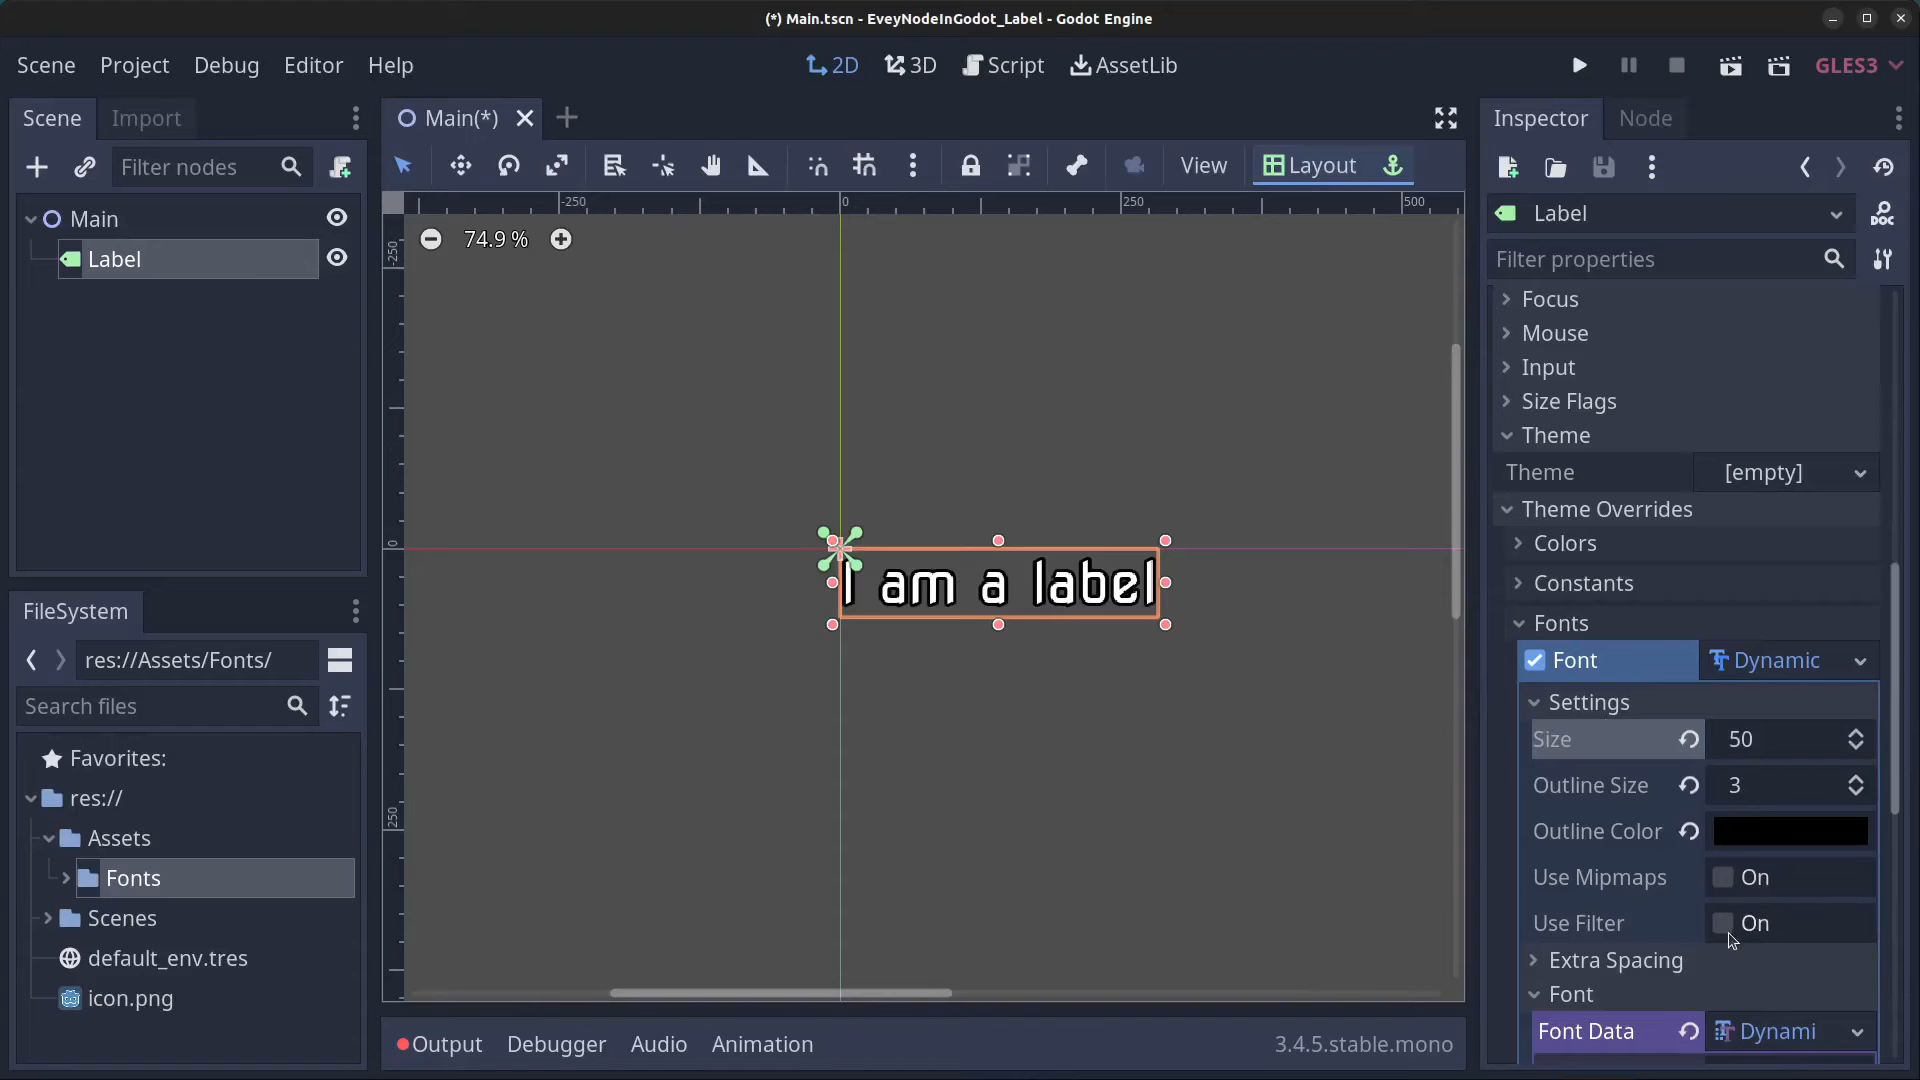 (*) Main.tscn - EveyNodeInGodot_Label - Godot Engine
Scene Project Debug Editor Help
2D 3D Script AssetLib
GLES3
Scene Import
Filter nodes
Main
Label
FileSystem
res://Assets/Fonts/
Search files
Favorites:
res://
Assets
Fonts
Scenes
default_env.tres
icon.png
Main(*)
View Layout
-250 0 250 500
74.9 %
-250
0
250
I am a label
Output Debugger Audio Animation 3.4.5.stable.mono
Inspector Node
Label
DOC
Filter properties
Focus
Mouse
Input
Size Flags
Theme
Theme [empty]
Theme Overrides
Colors
Constants
Fonts
Font Dynamic
Settings
Size 50
Outline Size 3
Outline Color
Use Mipmaps On
Use Filter On
Extra Spacing
Font
Font Data Dynami